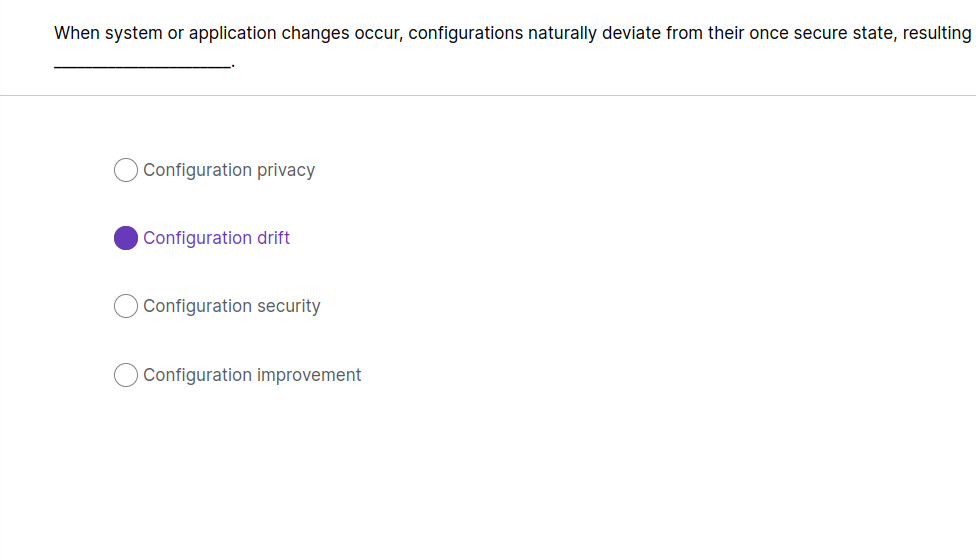 When system or application changes occur, configurations naturally deviate from their once secure state, resulting
______________________.
Configuration privacy
Configuration drift
Configuration security
Configuration improvement